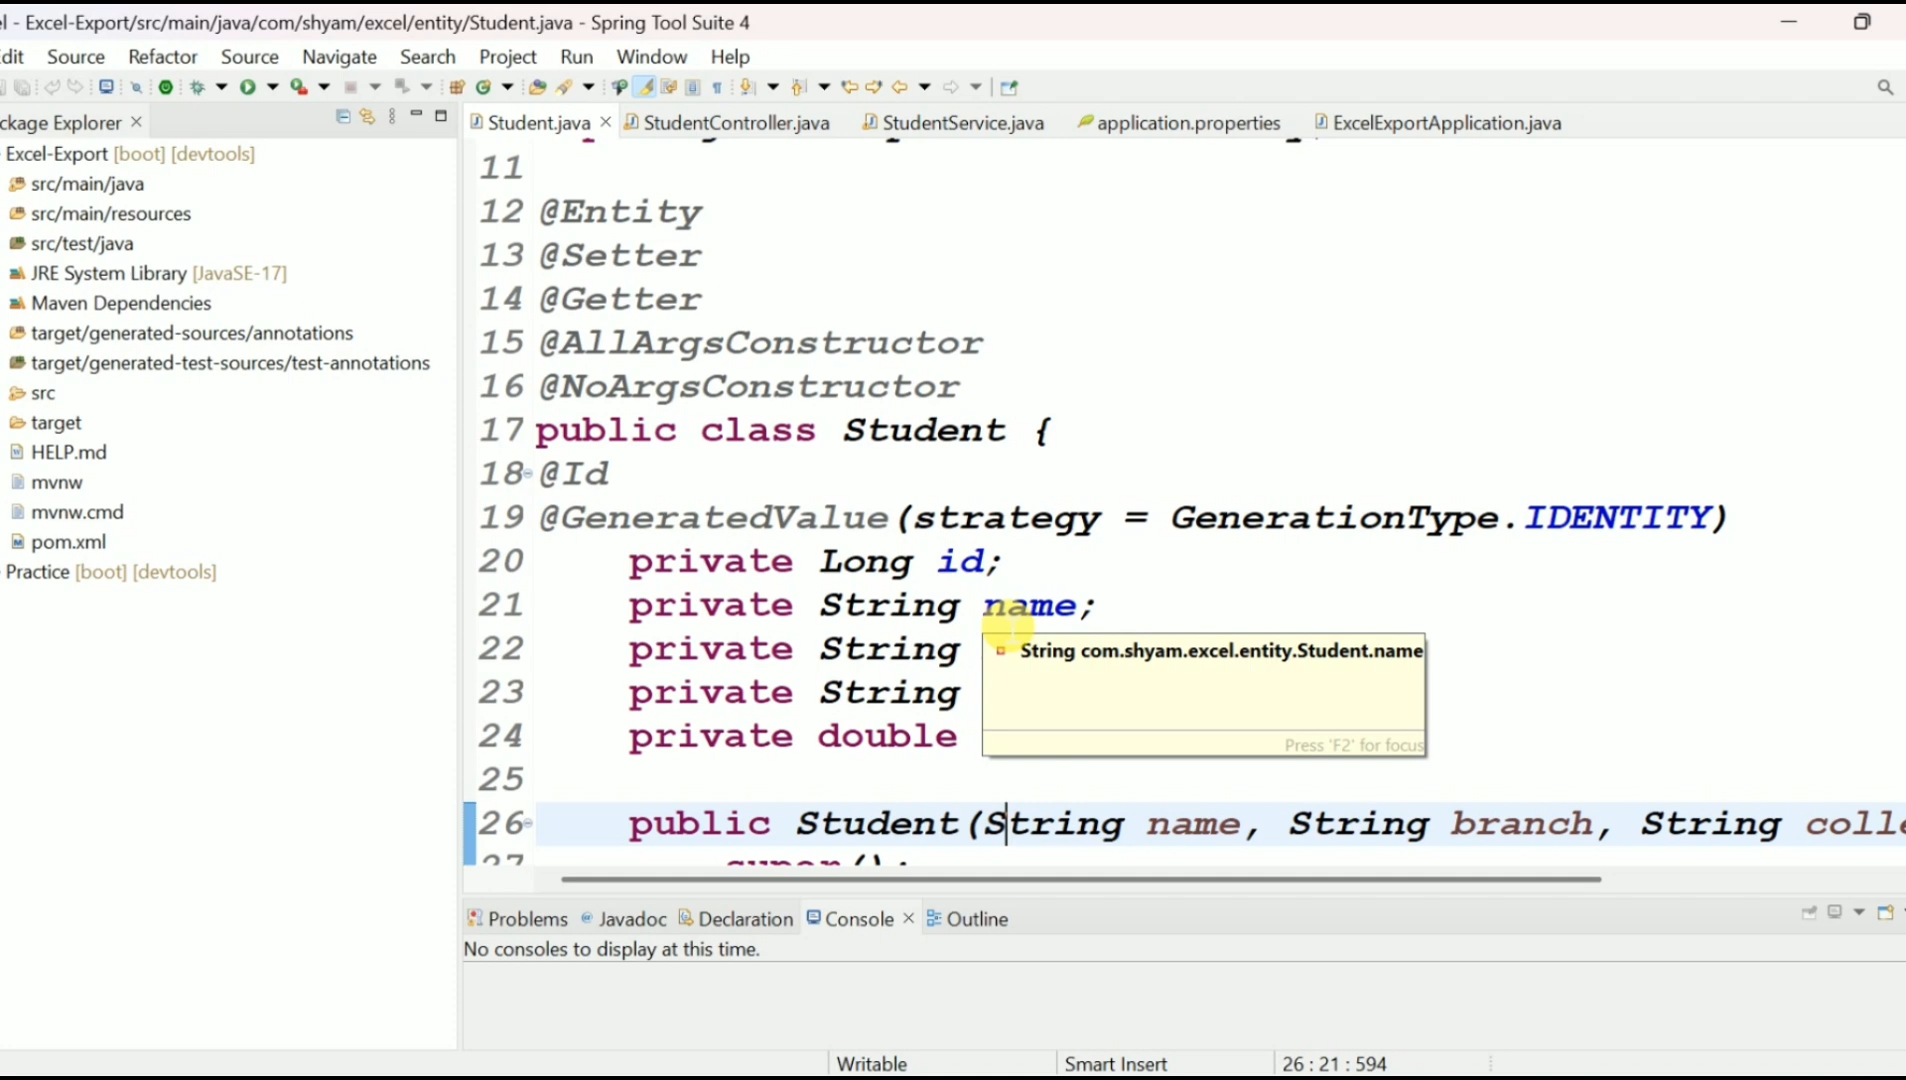 el - Excel-Export/src/main/java/com/shyam/excel/entity/Student.java - Spring Tool Suite 4
Edit Source Refactor Source Navigate Search Project Run Window Help
ckage Explorer
Student.java StudentController.java StudentService.java application.properties ExcelExportApplication.java
Excel-Export [boot] [devtools]
src/main/java
src/main/resources
src/test/java
JRE System Library [JavaSE-17]
Maven Dependencies
target/generated-sources/annotations
target/generated-test-sources/test-annotations
src
target
HELP.md
mvnw
mvnw.cmd
pom.xml
Practice [boot] [devtools]
11
12 @Entity
13 @Setter
14 @Getter
15 @AllArgsConstructor
16 @NoArgsConstructor
17 public class Student {
18 @Id
19 @GeneratedValue(strategy = GenerationType.IDENTITY)
20 private Long id;
21 private String name;
22 private String
23 private String
24 private double
25
26 public Student(String name, String branch, String colle
27 super();
String com.shyam.excel.entity.Student.name
Press 'F2' for focus
Problems Javadoc Declaration Console Outline
No consoles to display at this time.
Writable Smart Insert 26 : 21 : 594